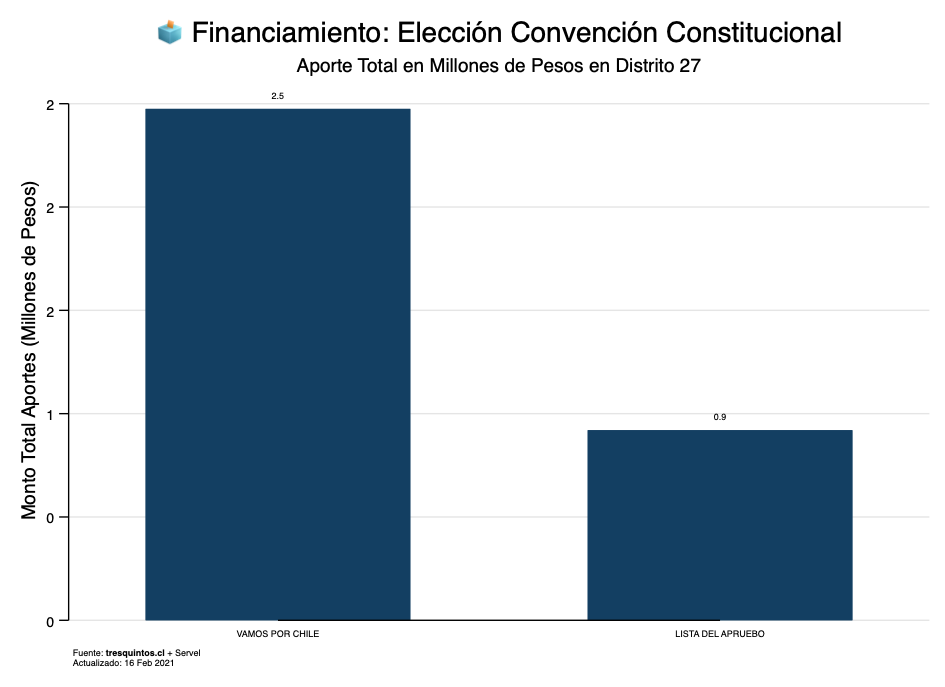 Financiamiento: Elección Convención Constitucional
Aporte Total en Millones de Pesos en Distrito 27
Monto Total Aportes (Millones de Pesos)
2
2
2
1
0
0
2.5
0.9
VAMOS POR CHILE
LISTA DEL APRUEBO
Fuente: tresquintos.cl + Servel
Actualizado: 16 Feb 2021